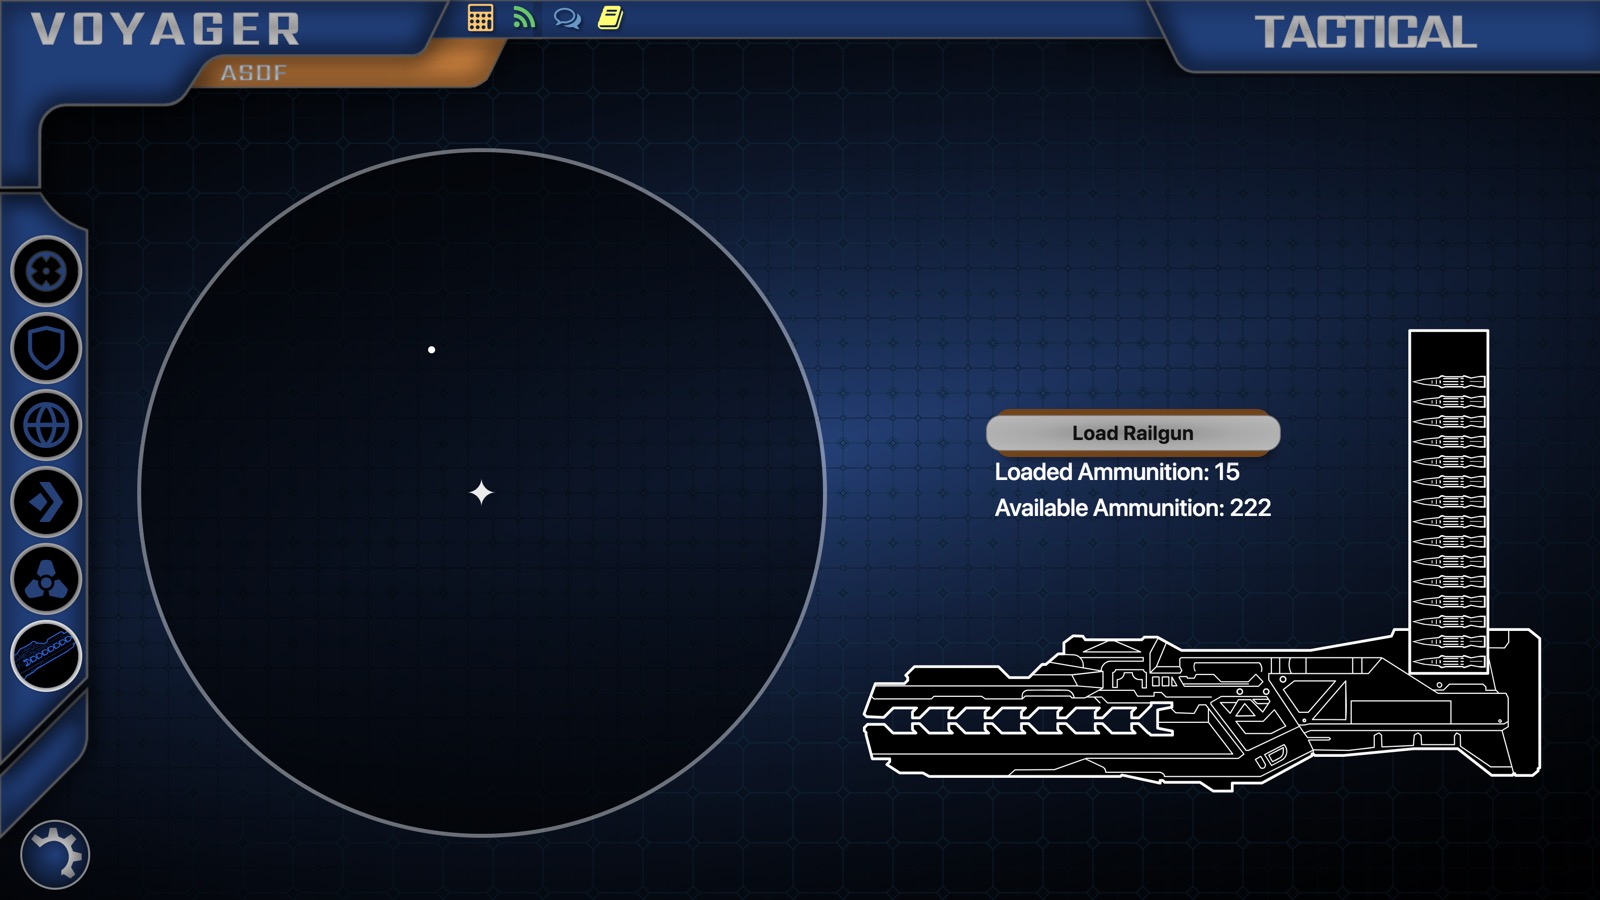 VOYAGER
ASDF
TACTICAL
Load Railgun
Loaded Ammunition: 15
Available Ammunition: 222